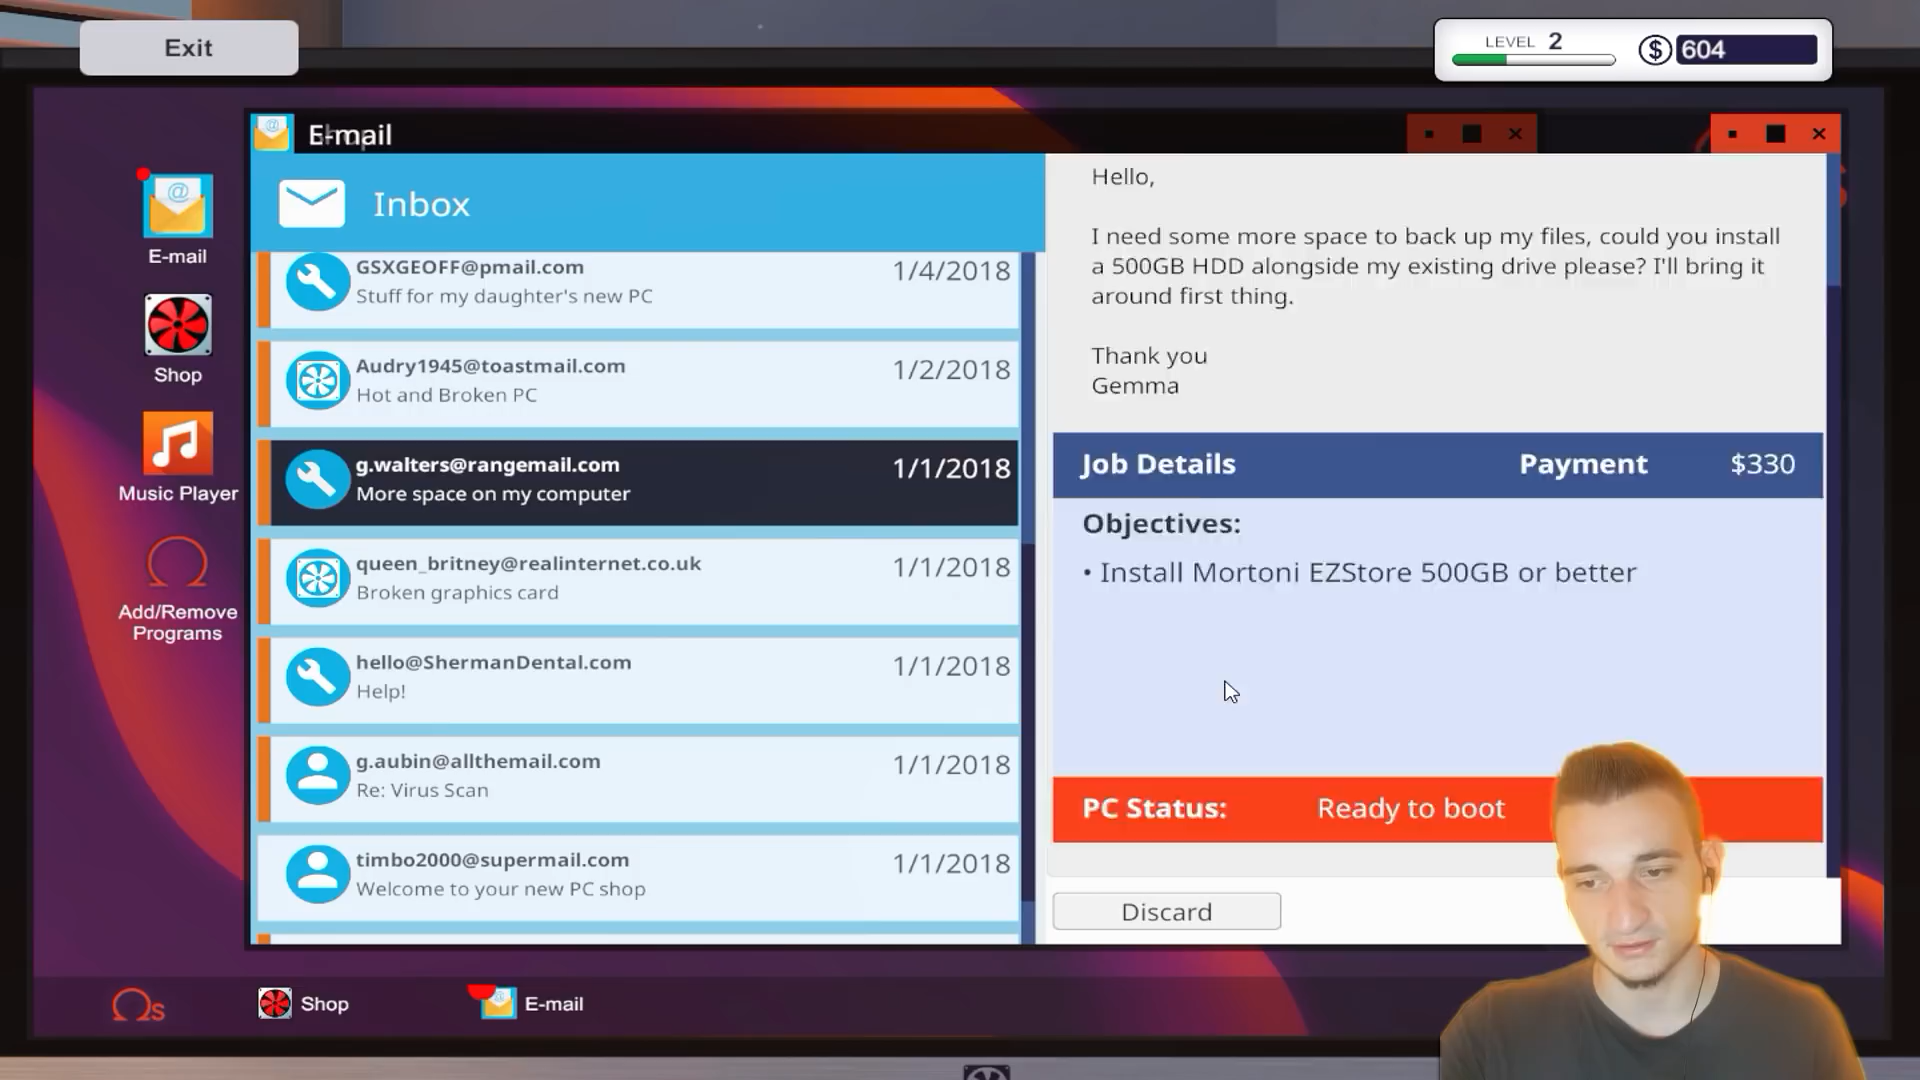 Exit
LEVEL 2
$ 604
E-mail
E-mail
Shop
Music Player
Add/Remove
Programs
Inbox
GSXGEOFF@pmail.com
1/4/2018
Stuff for my daughter's new PC
Audry1945@toastmail.com
1/2/2018
Hot and Broken PC
g.walters@rangemail.com
1/1/2018
More space on my computer
queen_britney@realinternet.co.uk
1/1/2018
Broken graphics card
hello@ShermanDental.com
1/1/2018
Help!
g.aubin@allthemail.com
1/1/2018
Re: Virus Scan
timbo2000@supermail.com
1/1/2018
Welcome to your new PC shop
Hello,
I need some more space to back up my files, could you install
a 500GB HDD alongside my existing drive please? I'll bring it
around first thing.
Thank you
Gemma
Job Details Payment $330
Objectives:
• Install Mortoni EZStore 500GB or better
PC Status: Ready to boot
Discard
Ωs
Shop
E-mail